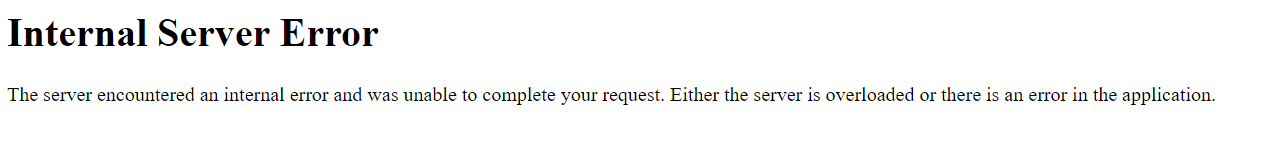 Internal Server Error
The server encountered an internal error and was unable to complete your request. Either the server is overloaded or there is an error in the application.